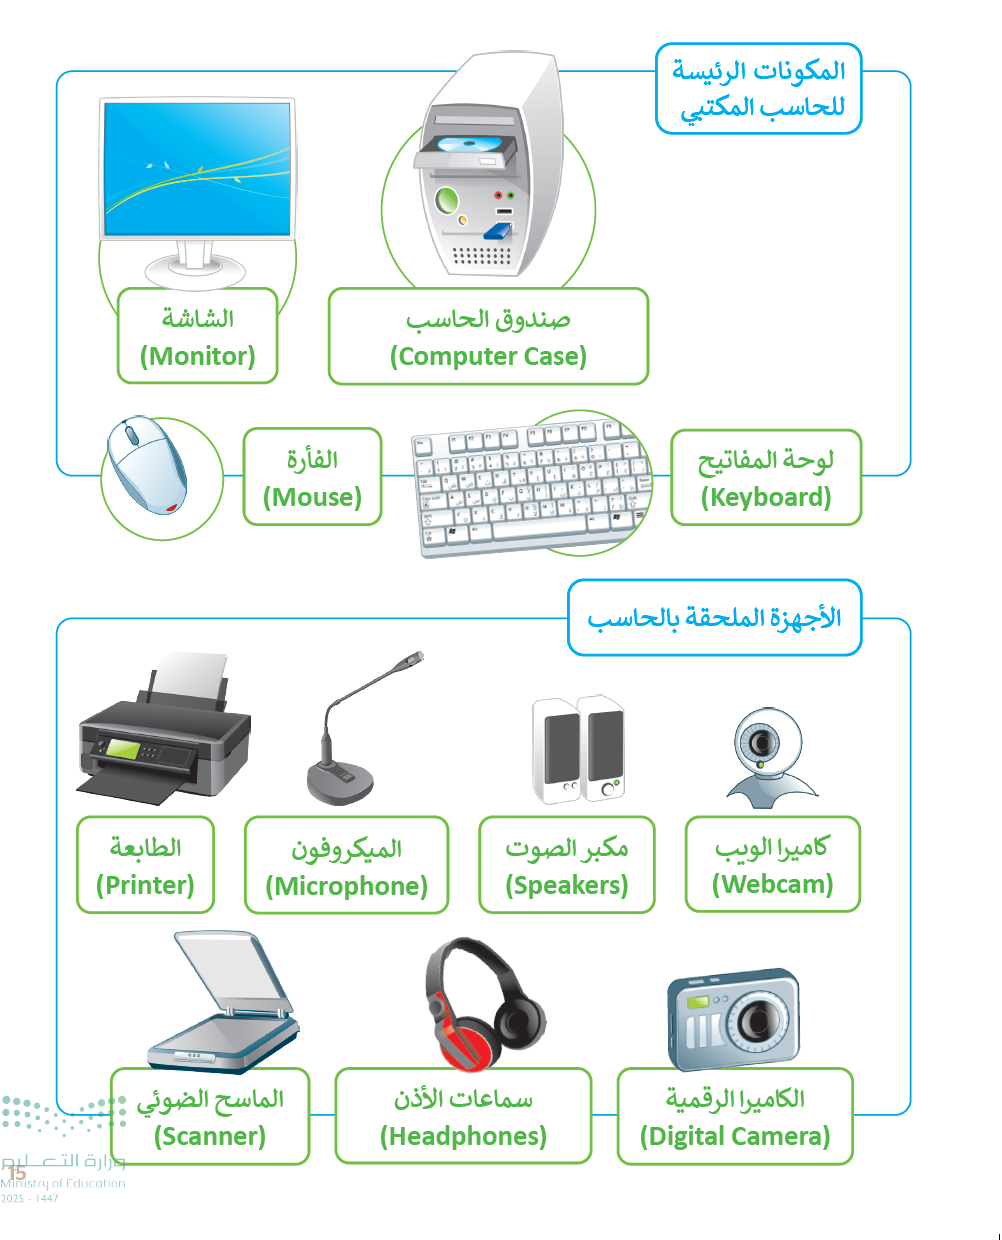 المكونات الرئيسة
للحاسب المكتبي
صندوق الحاسب
(Computer Case)
الشاشة
(Monitor)
لوحة المفاتيح
(Keyboard)
الفأرة
(Mouse)
الأجهزة الملحقة بالحاسب
كاميرا الويب
(Webcam)
مكبر الصوت
(Speakers)
الميكروفون
(Microphone)
الطابعة
(Printer)
الكاميرا الرقمية
(Digital Camera)
سماعات الأذن
(Headphones)
الماسح الضوئي
(Scanner)
وزارة التعليم
15
Ministry of Education
2025 - 1447